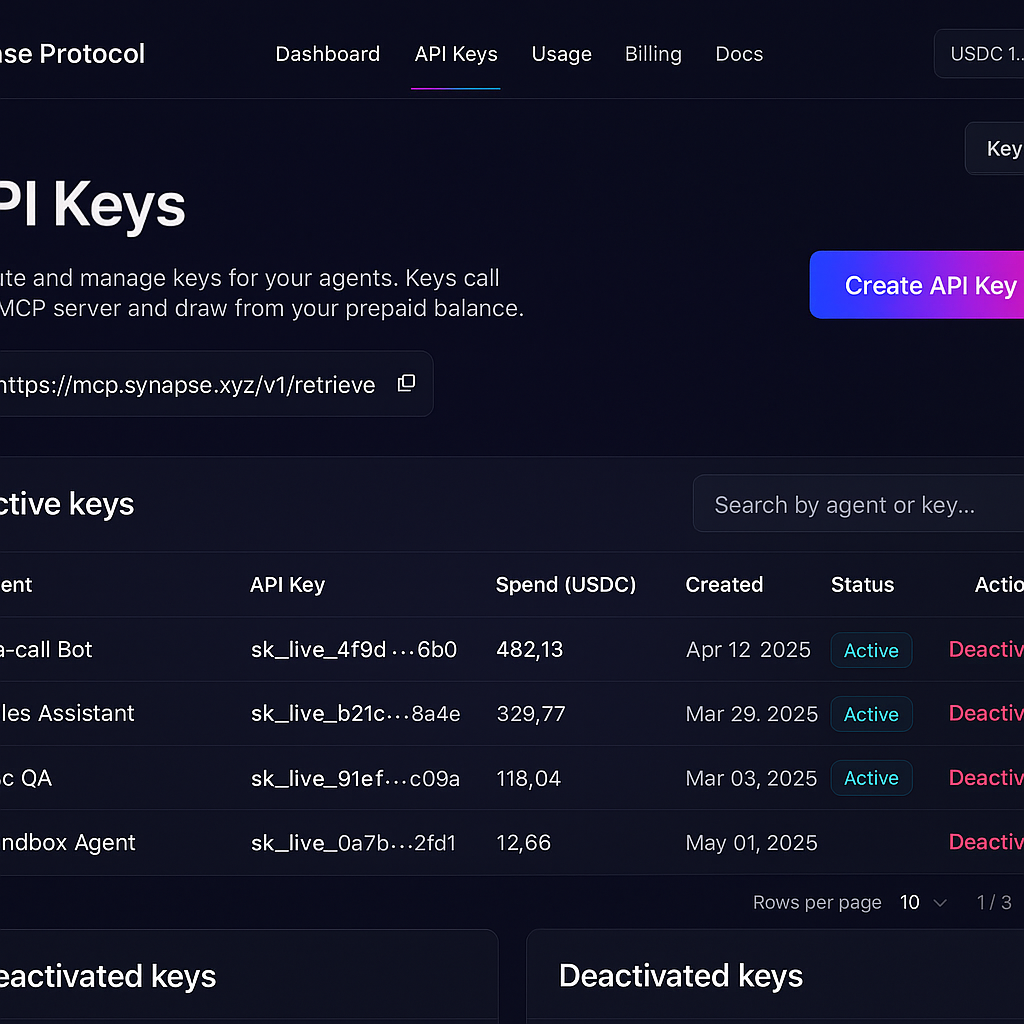 se Protocol Dashboard API Keys Usage Billing Docs USDC 1..
Key
PI Keys
te and manage keys for your agents. Keys call
MCP server and draw from your prepaid balance.
Create API Key
https://mcp.synapse.xyz/v1/retrieve
ctive keys Search by agent or key...
ent API Key Spend (USDC) Created Status Actio
a-call Bot sk_live_4f9d···6b0 482,13 Apr 12 2025 Active Deactiv
les Assistant sk_live_b21c···8a4e 329,77 Mar 29. 2025 Active Deactiv
c QA sk_live_91ef···c09a 118,04 Mar 03, 2025 Active Deactiv
ndbox Agent sk_live_0a7b···2fd1 12,66 May 01, 2025 Deactiv
Rows per page 10 1 / 3
eactivated keys Deactivated keys